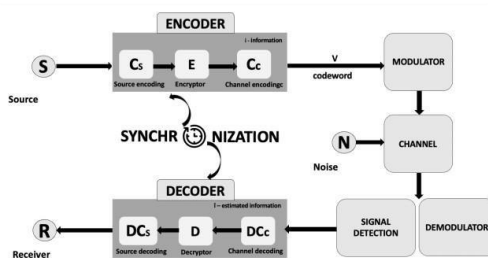 ENCODER
i - information
S
Cs
E
Cc
Source encoding
Encryptor
Channel encodingc
Source
V
codeword
MODULATOR
SYNCHR NIZATION
N
Noise
CHANNEL
DECODER
I – estimated information
R
DCs
D
DCc
Source decoding
Decryptor
Channel decoding
Receiver
SIGNAL
DETECTION
DEMODULATOR